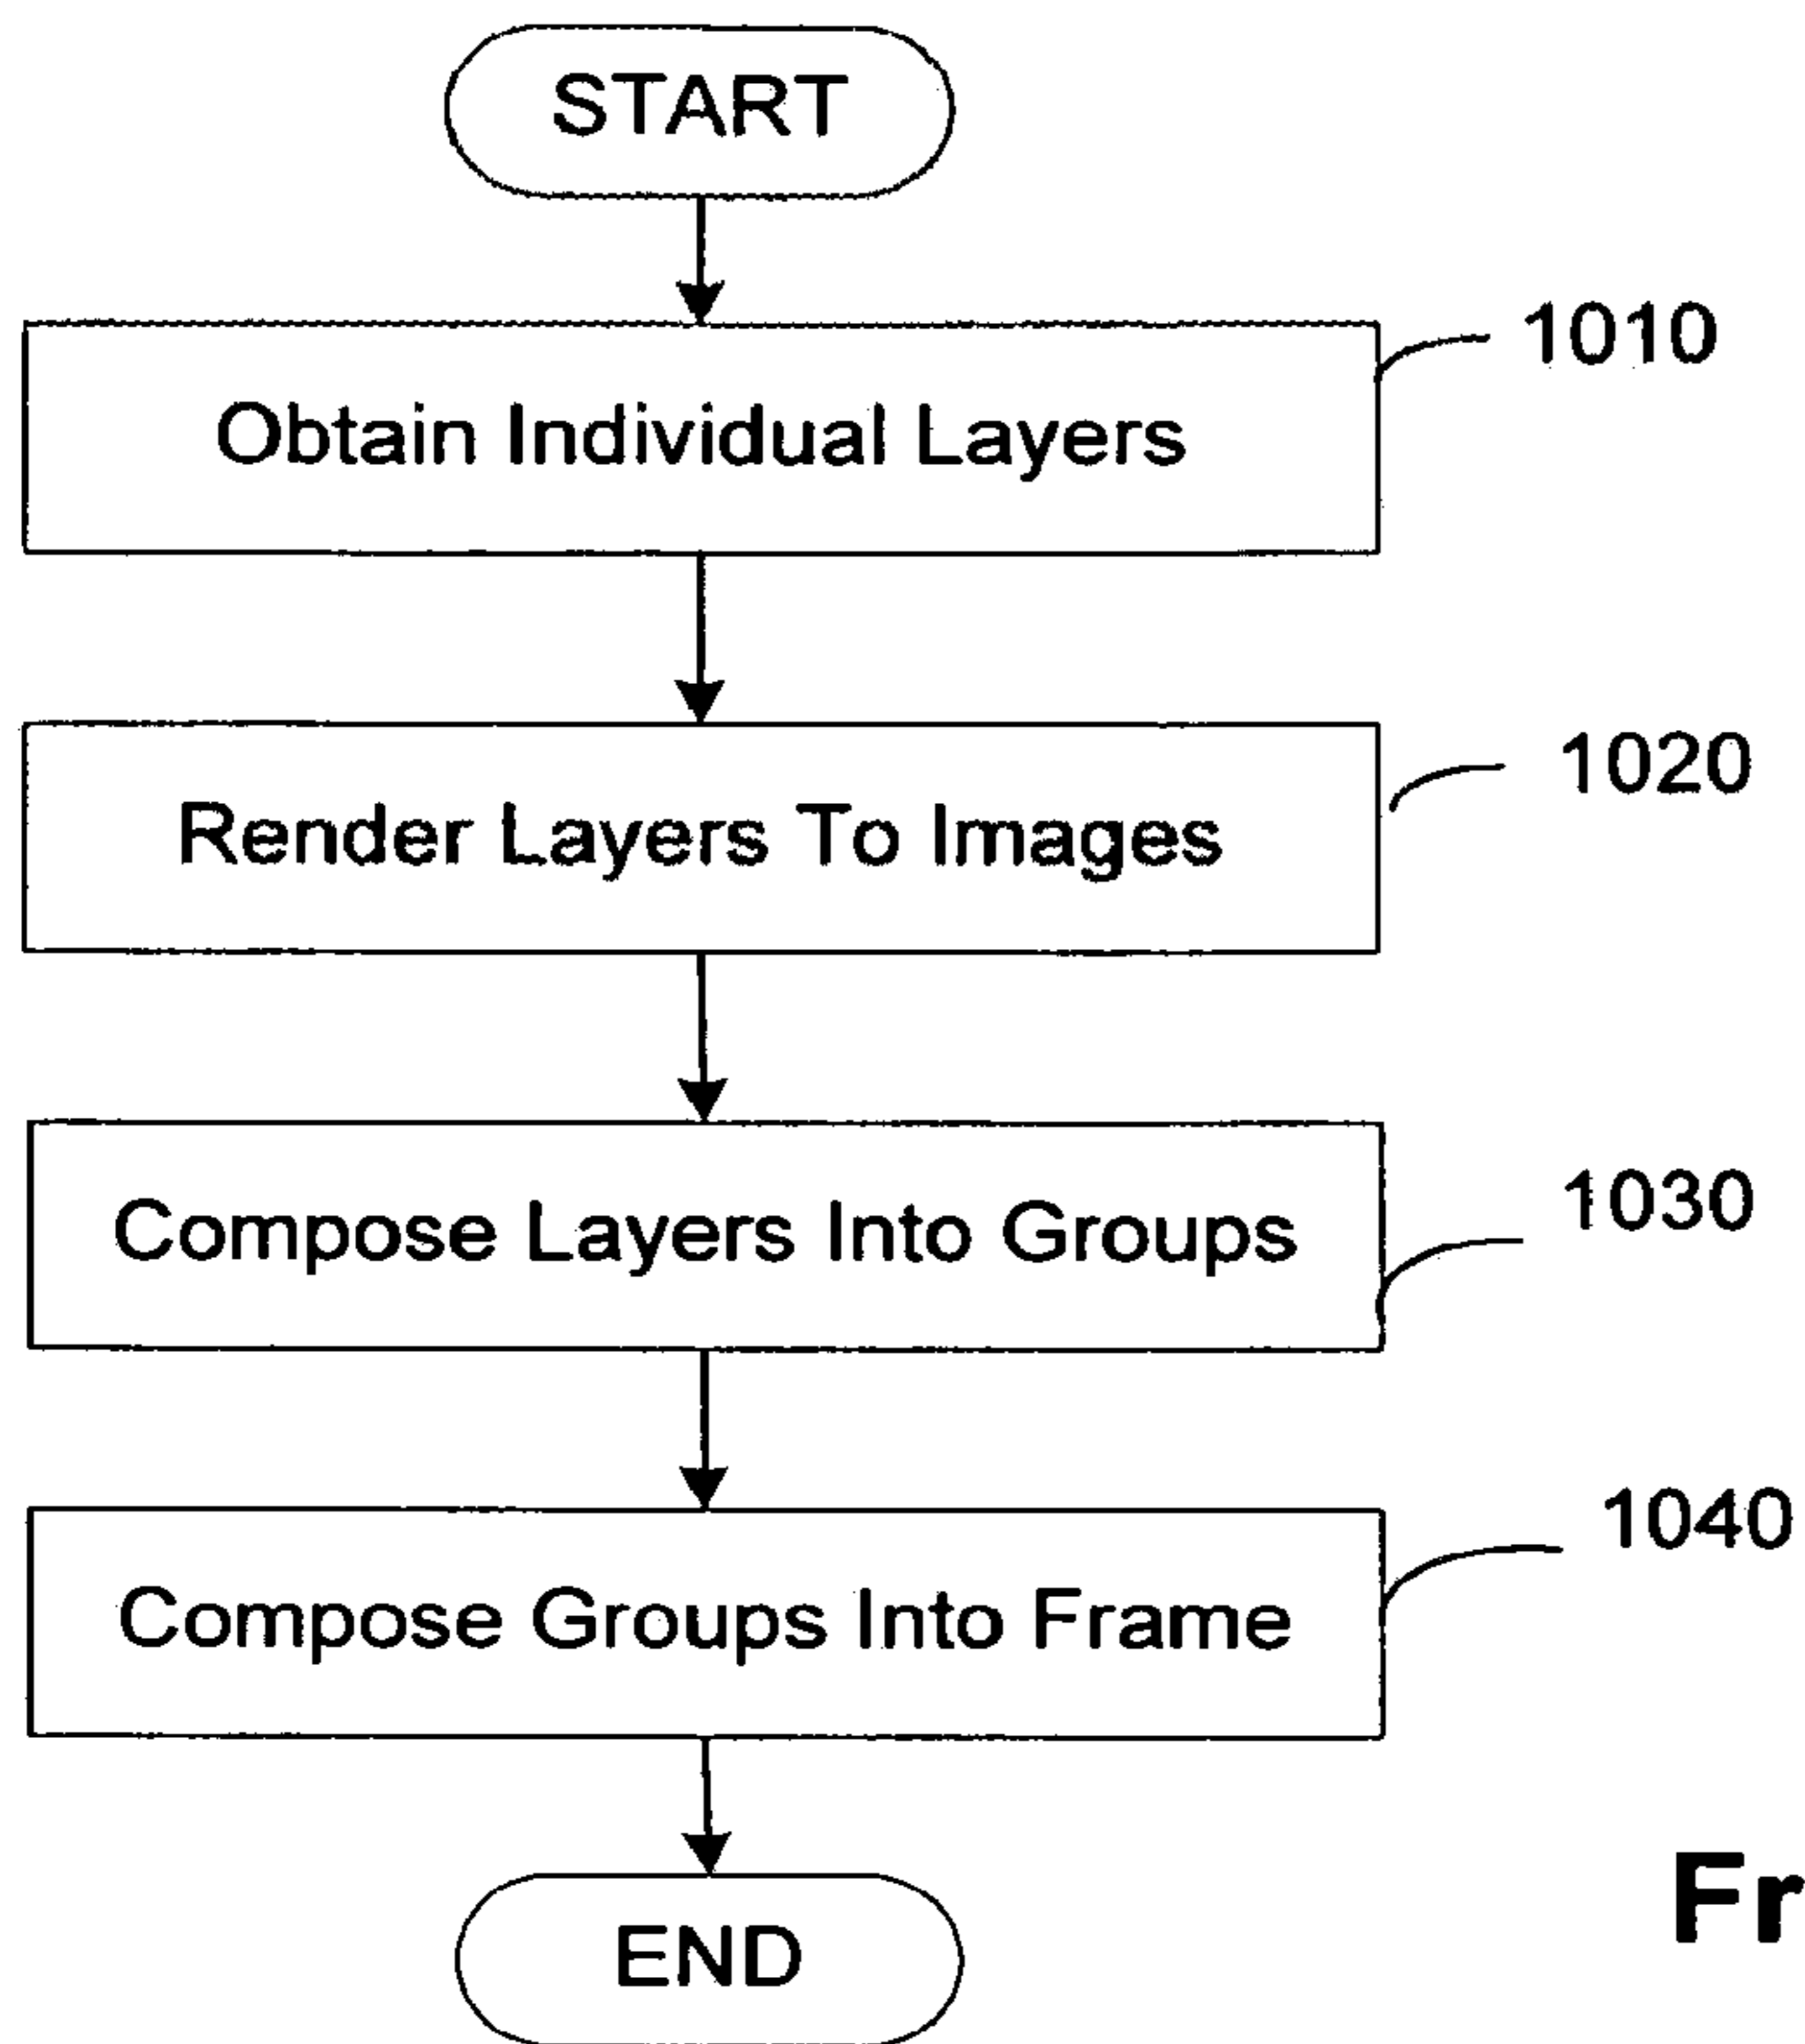 START
1010
Obtain Individual Layers
1020
Render Layers To Images
1030
Compose Layers Into Groups
1040
Compose Groups Into Frame
END
Fr